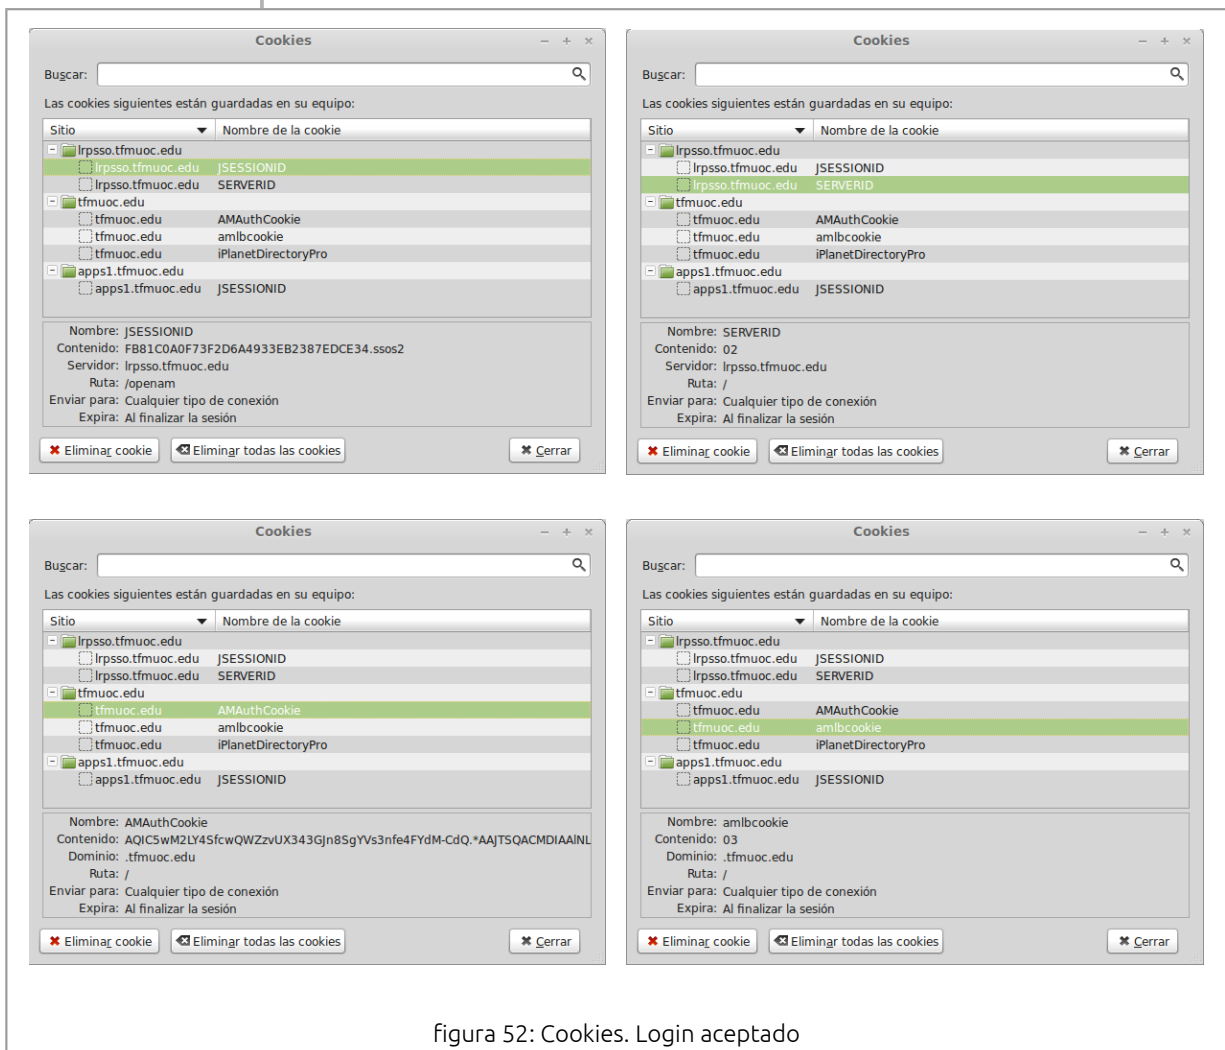 Cookies
Buscar:
Las cookies siguientes están guardadas en su equipo:
Sitio Nombre de la cookie
lrpsso.tfmuoc.edu
lrpsso.tfmuoc.edu JSESSIONID
lrpsso.tfmuoc.edu SERVERID
tfmuoc.edu
tfmuoc.edu AMAuthCookie
tfmuoc.edu amlbcookie
tfmuoc.edu iPlanetDirectoryPro
apps1.tfmuoc.edu
apps1.tfmuoc.edu JSESSIONID
Nombre: JSESSIONID
Contenido: FB81C0A0F73F2D6A4933EB2387EDCE34.ssos2
Servidor: lrpsso.tfmuoc.edu
Ruta: /openam
Enviar para: Cualquier tipo de conexión
Expira: Al finalizar la sesión
Eliminar cookie Eliminar todas las cookies Cerrar
Cookies
Buscar:
Las cookies siguientes están guardadas en su equipo:
Sitio Nombre de la cookie
lrpsso.tfmuoc.edu
lrpsso.tfmuoc.edu JSESSIONID
lrpsso.tfmuoc.edu SERVERID
tfmuoc.edu
tfmuoc.edu AMAuthCookie
tfmuoc.edu amlbcookie
tfmuoc.edu iPlanetDirectoryPro
apps1.tfmuoc.edu
apps1.tfmuoc.edu JSESSIONID
Nombre: SERVERID
Contenido: 02
Servidor: lrpsso.tfmuoc.edu
Ruta: /
Enviar para: Cualquier tipo de conexión
Expira: Al finalizar la sesión
Eliminar cookie Eliminar todas las cookies Cerrar
Cookies
Buscar:
Las cookies siguientes están guardadas en su equipo:
Sitio Nombre de la cookie
lrpsso.tfmuoc.edu
lrpsso.tfmuoc.edu JSESSIONID
lrpsso.tfmuoc.edu SERVERID
tfmuoc.edu
tfmuoc.edu AMAuthCookie
tfmuoc.edu amlbcookie
tfmuoc.edu iPlanetDirectoryPro
apps1.tfmuoc.edu
apps1.tfmuoc.edu JSESSIONID
Nombre: AMAuthCookie
Contenido: AQIC5wM2LY4SfcwQWZzvUX343GJn8SgYVs3nfe4FYdM-CdQ.*AAJTSQACMDIAAlNL
Dominio: .tfmuoc.edu
Ruta: /
Enviar para: Cualquier tipo de conexión
Expira: Al finalizar la sesión
Eliminar cookie Eliminar todas las cookies Cerrar
Cookies
Buscar:
Las cookies siguientes están guardadas en su equipo:
Sitio Nombre de la cookie
lrpsso.tfmuoc.edu
lrpsso.tfmuoc.edu JSESSIONID
lrpsso.tfmuoc.edu SERVERID
tfmuoc.edu
tfmuoc.edu AMAuthCookie
tfmuoc.edu amlbcookie
tfmuoc.edu iPlanetDirectoryPro
apps1.tfmuoc.edu
apps1.tfmuoc.edu JSESSIONID
Nombre: amlbcookie
Contenido: 03
Dominio: .tfmuoc.edu
Ruta: /
Enviar para: Cualquier tipo de conexión
Expira: Al finalizar la sesión
Eliminar cookie Eliminar todas las cookies Cerrar
figura 52: Cookies. Login aceptado